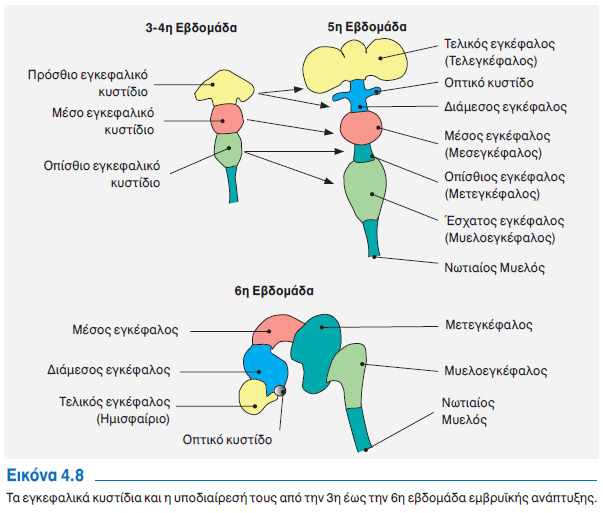 3-4η Εβδομάδα
Πρόσθιο εγκεφαλικό
κυστίδιο
Μέσο εγκεφαλικό
κυστίδιο
Οπίσθιο εγκεφαλικό
κυστίδιο
5η Εβδομάδα
Τελικός εγκέφαλος
(Τελεγκέφαλος)
Οπτικό κυστίδο
Διάμεσος εγκέφαλος
Μέσος εγκέφαλος
(Μεσεγκέφαλος)
Οπίσθιος εγκέφαλος
(Μετεγκέφαλος)
Έσχατος εγκέφαλος
(Μυελοεγκέφαλος)
Νωτιαίος Μυελός
6η Εβδομάδα
Μέσος εγκέφαλος
Διάμεσος εγκέφαλος
Τελικός εγκέφαλος
(Ημισφαίριο)
Οπτικό κυστίδο
Μετεγκέφαλος
Μυελοεγκέφαλος
Νωτιαίος
Μυελός
Εικόνα 4.8
Τα εγκεφαλικά κυστίδια και η υποδιαίρεσή τους από την 3η έως την 6η εβδομάδα εμβρυϊκής ανάπτυξης.